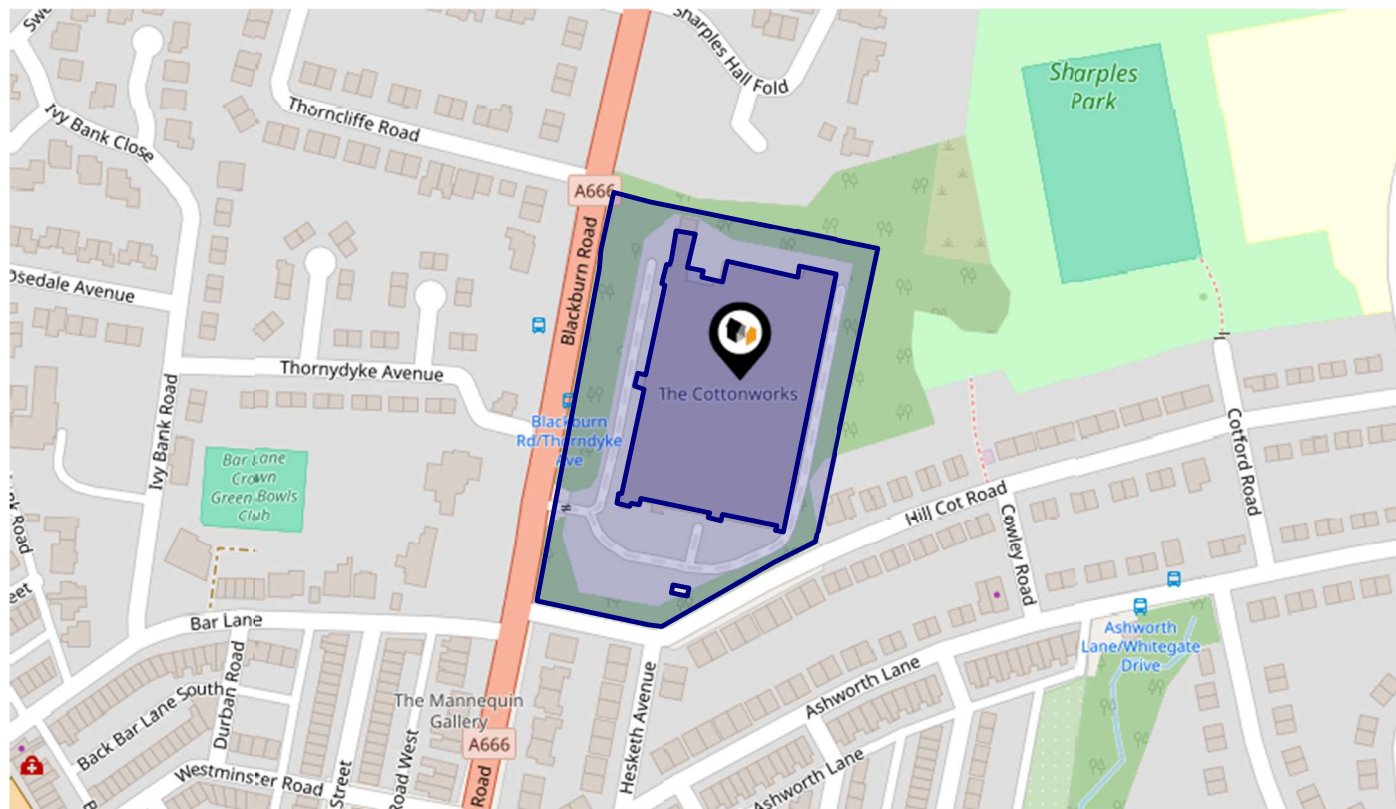 Sharples Hall Fold
Thorncliffe Road
Ivy Bank Close
Sharples
Park
A666
Blackburn Road
osedale Avenue
Thornydyke Avenue
Ivy Bank Road
The Cottonworks
Blackburn
Rd/Thorndyke
Ave
Bar Lane
Crown
Green Bowls
Club
Hill Cot Road
Cotford Road
Cowley Road
Road
eet
Bar Lane
Ashworth
Lane/Whitegate
Drive
Durban Road
Back Bar Lane South
The Mannequin
Gallery
Hesketh Avenue
Ashworth Lane
A666
Westminster Road
Street
Road West
Road
Ashworth Lane